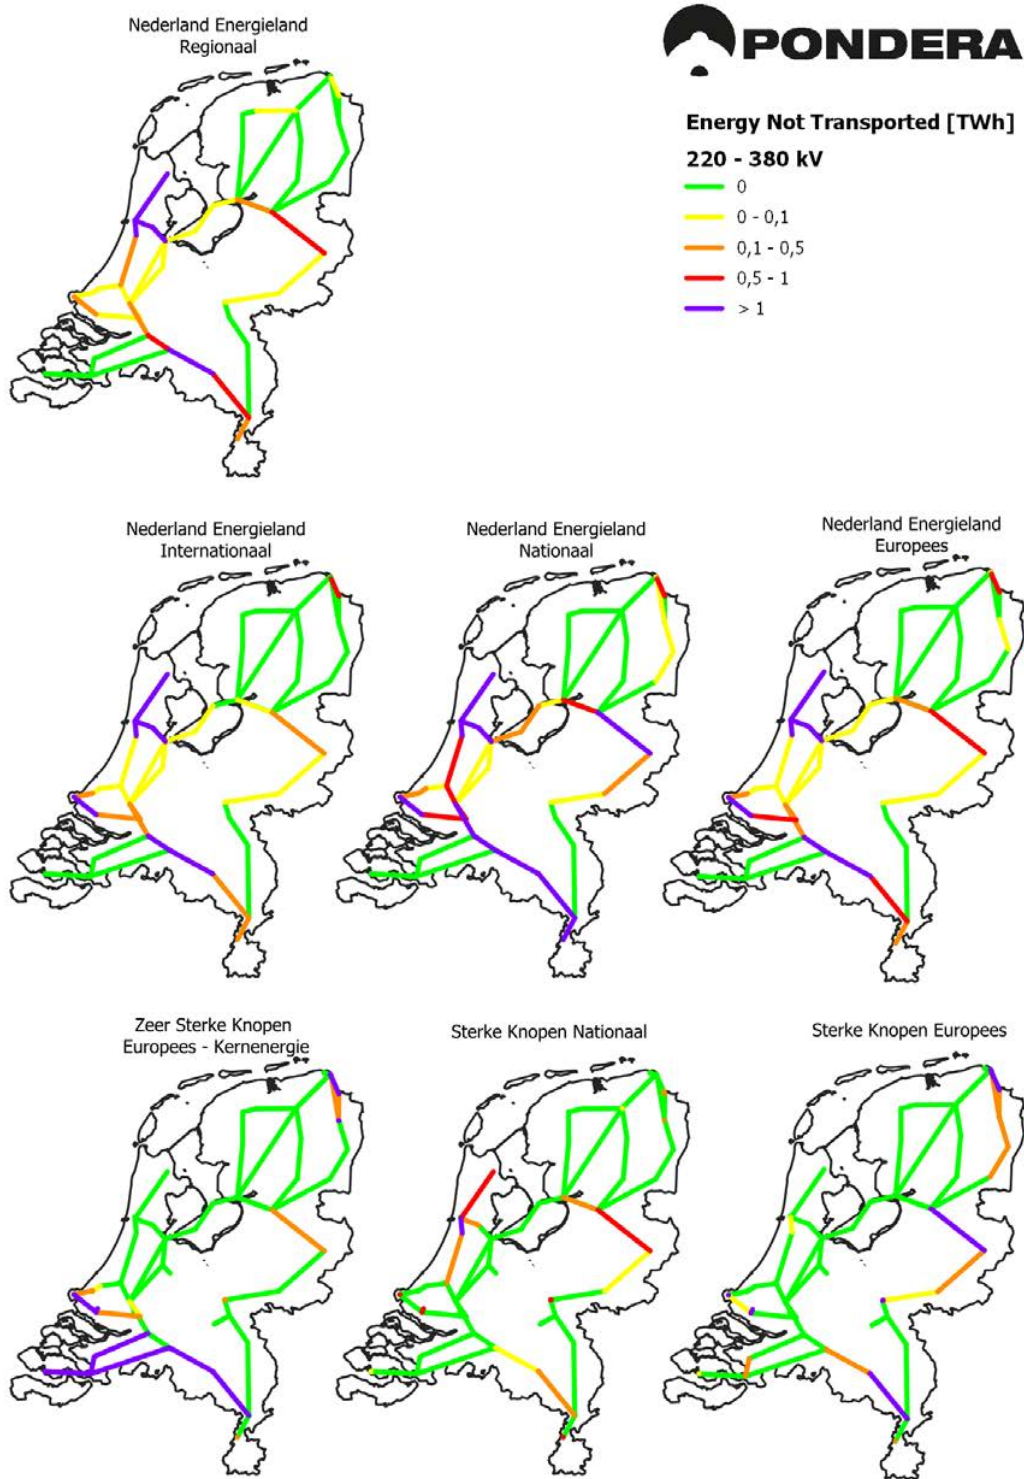 Nederland Energieland
Regionaal
PONDERA
Energy Not Transported [TWh]
220 - 380 kV
0
0 - 0,1
0,1 - 0,5
0,5 - 1
> 1
Nederland Energieland
Internationaal
Nederland Energieland
Nationaal
Nederland Energieland
Europees
Zeer Sterke Knopen
Europees - Kernenergie
Sterke Knopen Nationaal
Sterke Knopen Europees